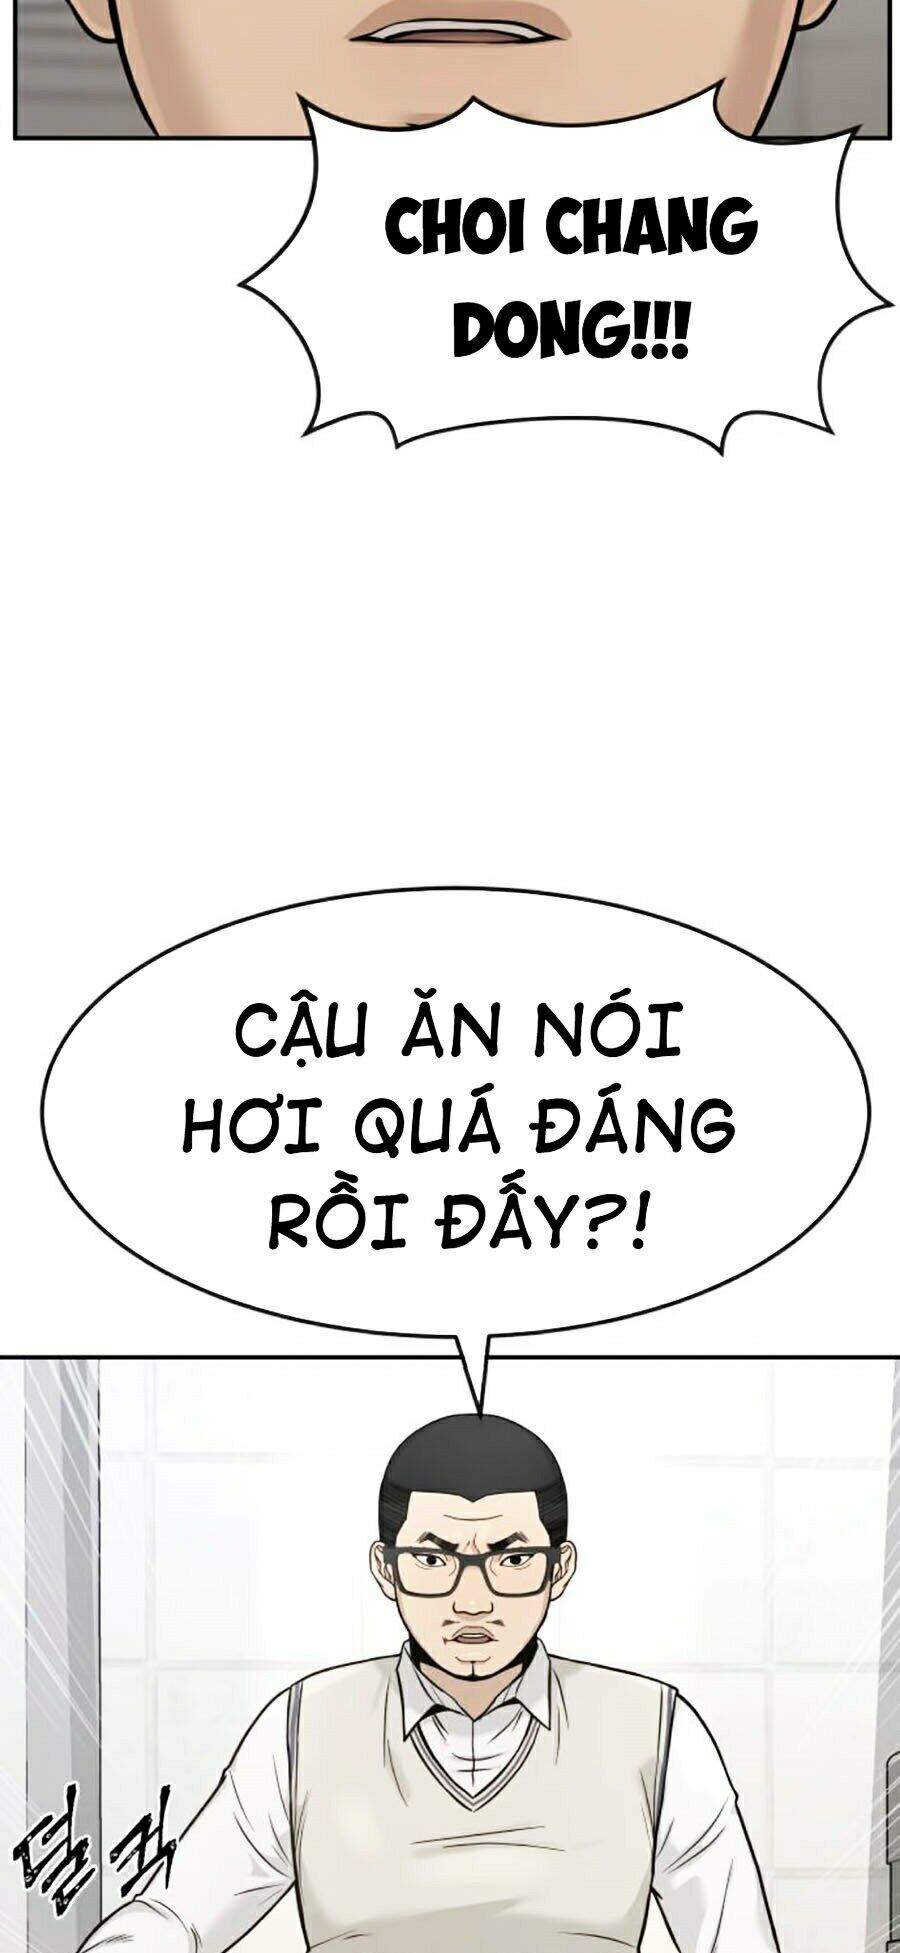 CHOI CHANG
DONG!!!
CẬU ĂN NÓI
HƠI QUÁ ĐÁNG
RỒI ĐẤY?!
덜컥